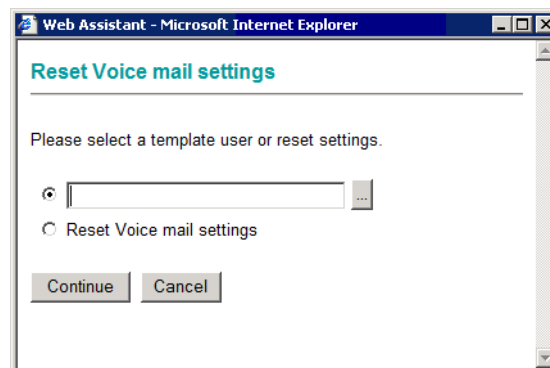 Web Assistant - Microsoft Internet Explorer
Reset Voice mail settings
Please select a template user or reset settings.
...
Reset Voice mail settings
Continue Cancel